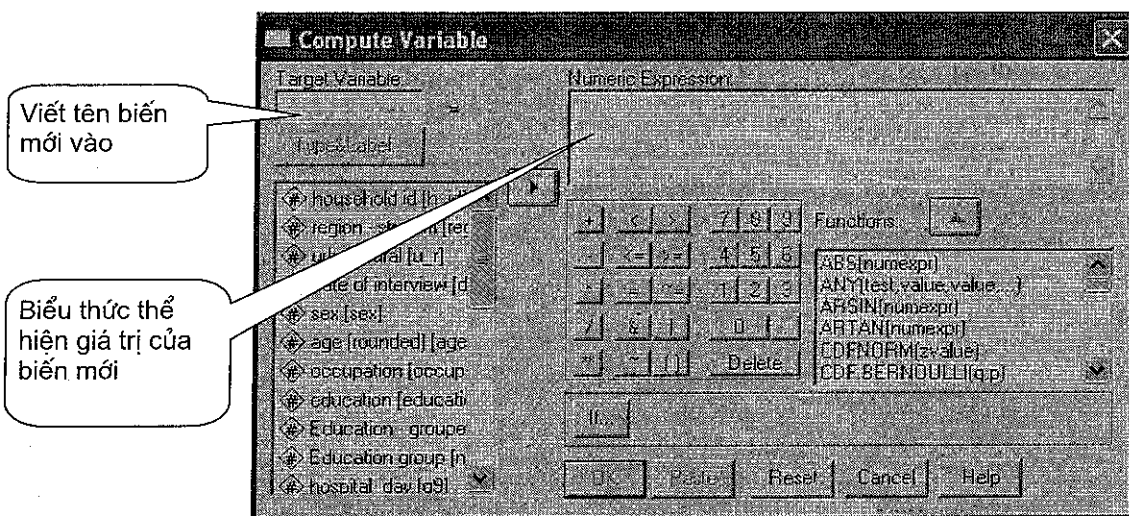 Compute Variable
Target Variable
Numeric Expression:
Viết tên biến
mới vào
=
Type&Label...
household id [h_id]
region - stratum [rec
urban/rural [u_r]
date of interview [d
sex [sex]
age (rounded) [age
occupation [occup
education [educati
Education - groupe
Education group [n
hospital_day [q9]
Biểu thức thể
hiện giá trị của
biến mới
+ < > 7 8 9
- <= >= 4 5 6
* = ~= 1 2 3
/ & | 0 .
** ~ () Delete
Functions:
ABS(numexpr)
ANY(test,value,value,...)
ARSIN(numexpr)
ARTAN(numexpr)
CDFNORM(zvalue)
CDF.BERNOULLI(q,p)
If...
OK Paste Reset Cancel Help